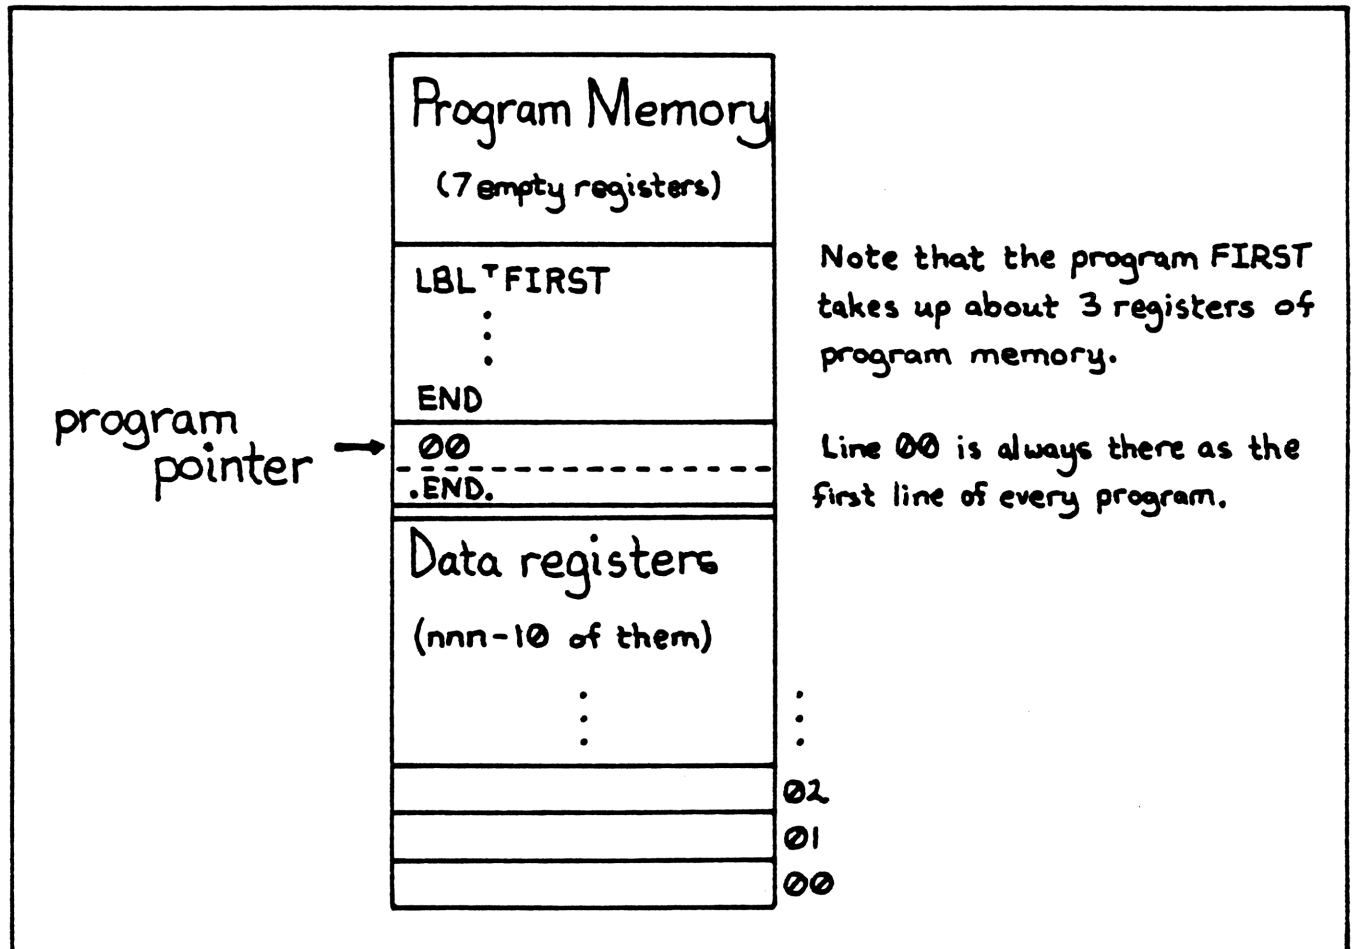 Program Memory
(7 empty registers)
LBL ᵀFIRST
END
program
pointer
00
.END.
Note that the program FIRST
takes up about 3 registers of
program memory.
Line 00 is always there as the
first line of every program.
Data registers
(nnn-10 of them)
02
01
00